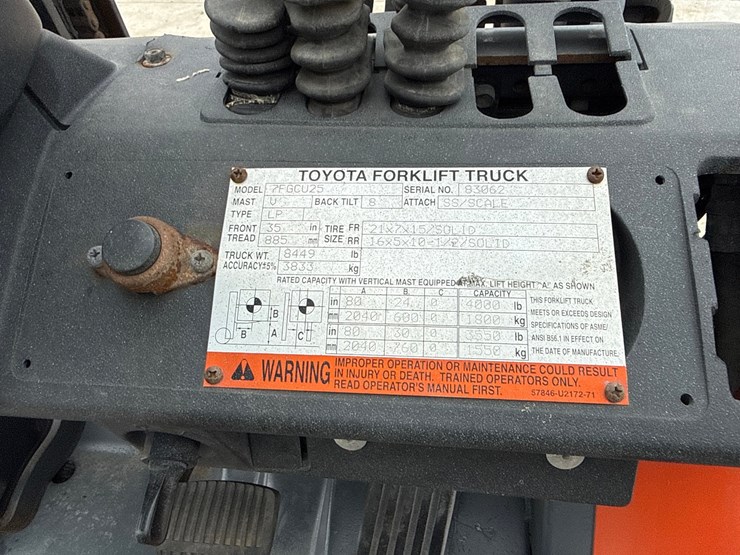 TOYOTA FORKLIFT TRUCK
MODEL 7FGCU25 SERIAL NO. 83062
MAST V BACK TILT 8 ATTACH SS/SCALE
TYPE LP
FRONT TREAD 35 in TIRE SIZE FR 21x7x15/SOLID
885 mm RR 16x5x10-1/2/SOLID
TRUCK WT. 8449 lb
ACCURACY±5% 3833 kg
RATED CAPACITY WITH VERTICAL MAST EQUIPPED AT MAX. LIFT HEIGHT "A" AS SHOWN
A B C CAPACITY
in 80 24 0 4000 lb THIS FORKLIFT TRUCK
mm 2040 600 0 1800 kg MEETS OR EXCEEDS DESIGN
SPECIFICATIONS OF ASME/
in 80 30 0 3550 lb ANSI B56.1 IN EFFECT ON
mm 2040 760 0 1550 kg THE DATE OF MANUFACTURE
B A B C
WARNING IMPROPER OPERATION OR MAINTENANCE COULD RESULT
IN INJURY OR DEATH. TRAINED OPERATORS ONLY.
READ OPERATOR'S MANUAL FIRST. 57846-U2172-71